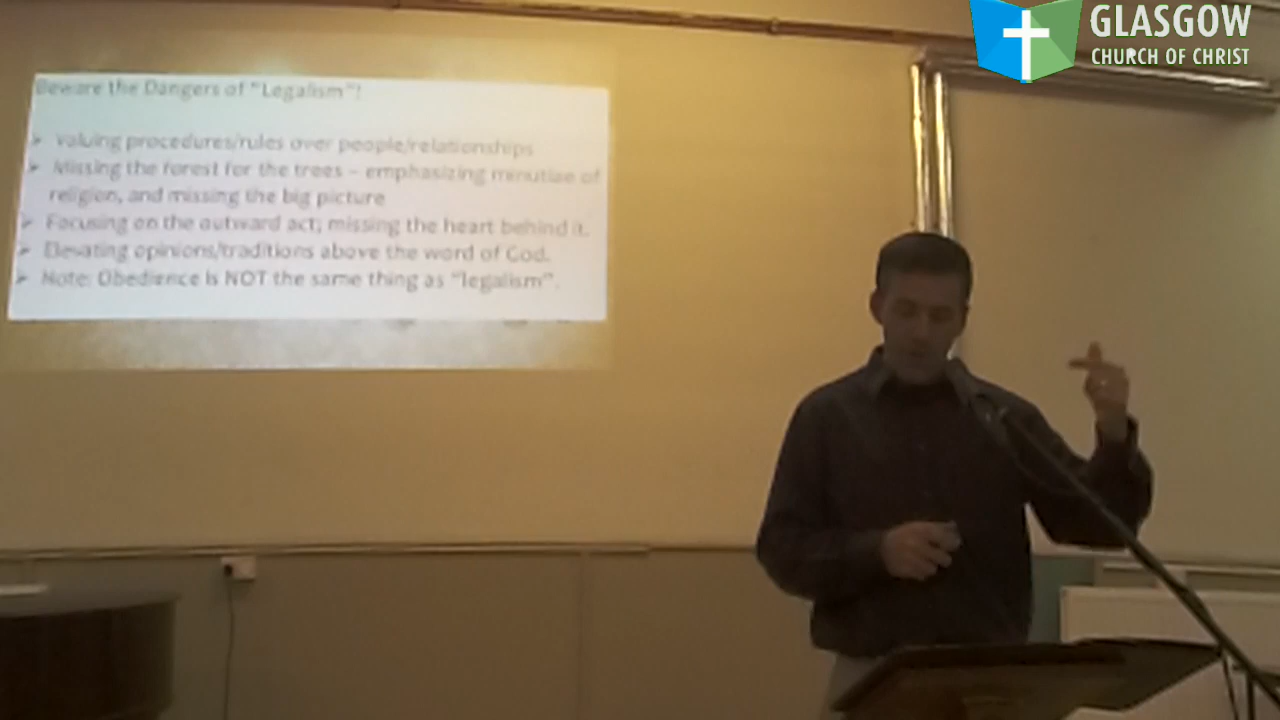 Beware the Dangers of "Legalism"!
➢ Valuing procedures/rules over people/relationships
➢ Missing the forest for the trees – emphasizing minutiae of
religion, and missing the big picture
➢ Focusing on the outward act; missing the heart behind it.
➢ Elevating opinions/traditions above the word of God.
➢ Note: Obedience is NOT the same thing as "legalism".
GLASGOW
CHURCH OF CHRIST